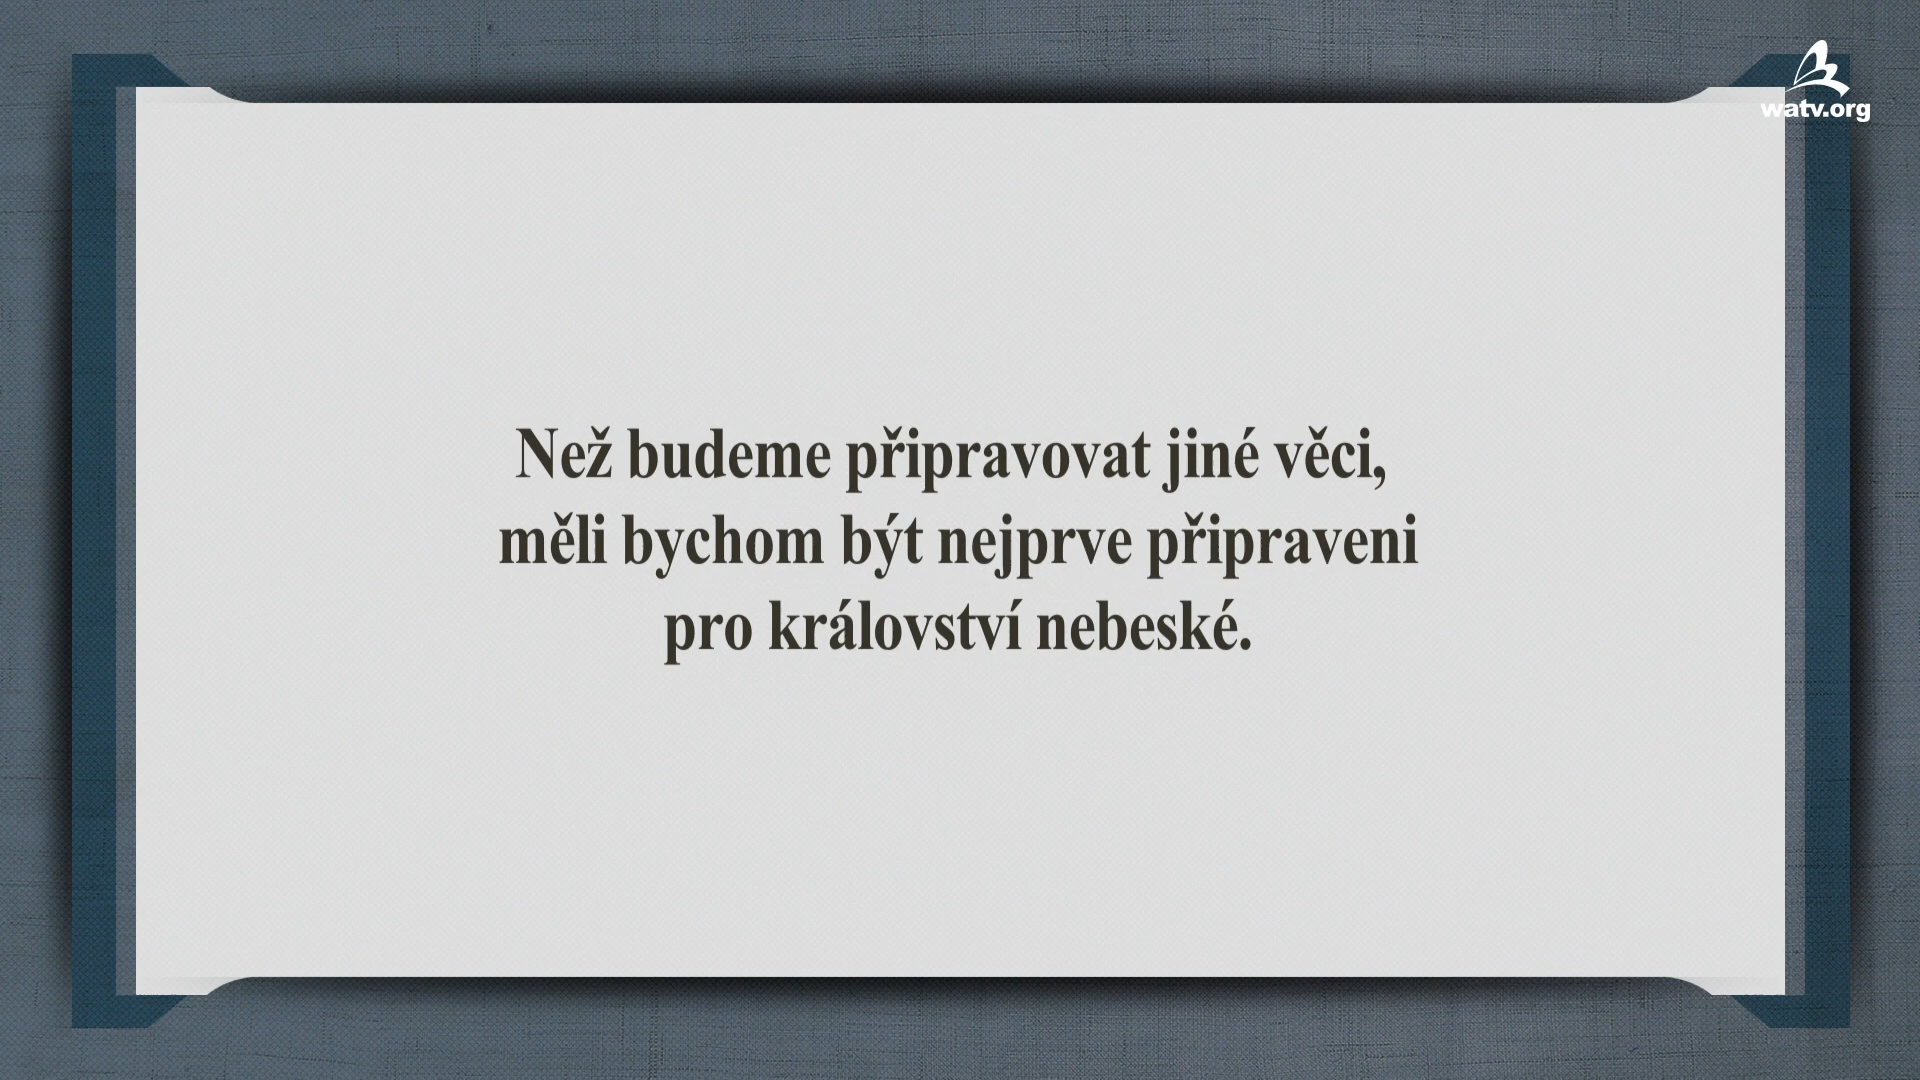 watv.org
Než budeme připravovat jiné věci,
měli bychom být nejprve připraveni
pro království nebeské.